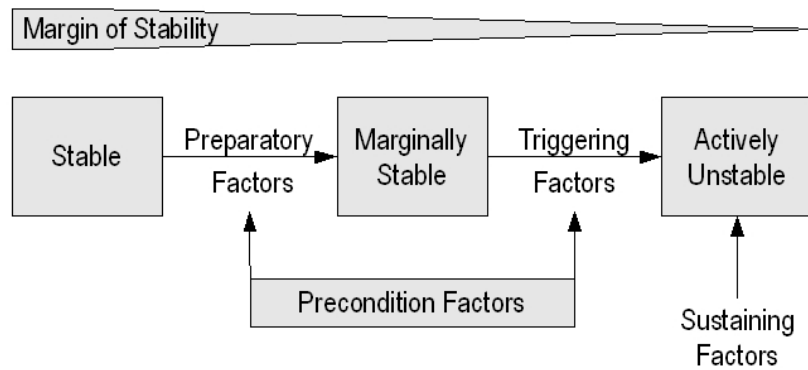 Margin of Stability
Stable
Preparatory
Factors
Marginally
Stable
Triggering
Factors
Actively
Unstable
Precondition Factors
Sustaining
Factors